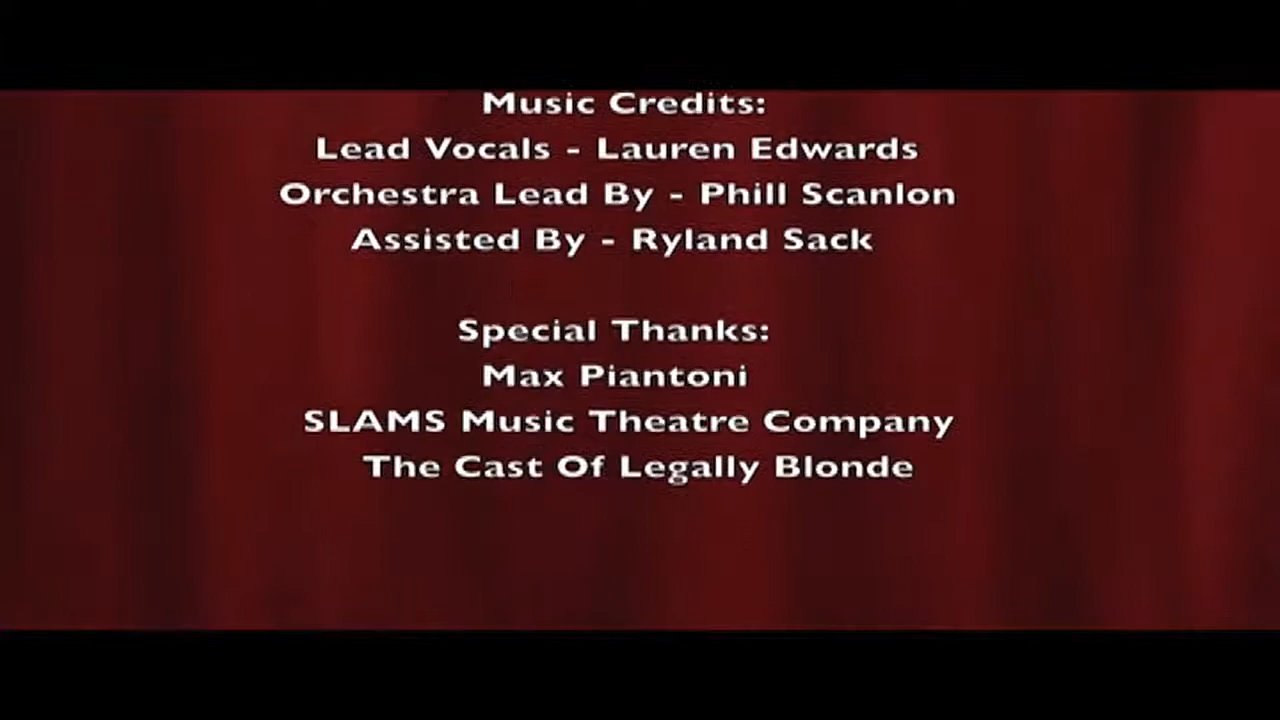 Music Credits:
Lead Vocals - Lauren Edwards
Orchestra Lead By - Phill Scanlon
Assisted By - Ryland Sack
Special Thanks:
Max Piantoni
SLAMS Music Theatre Company
The Cast Of Legally Blonde